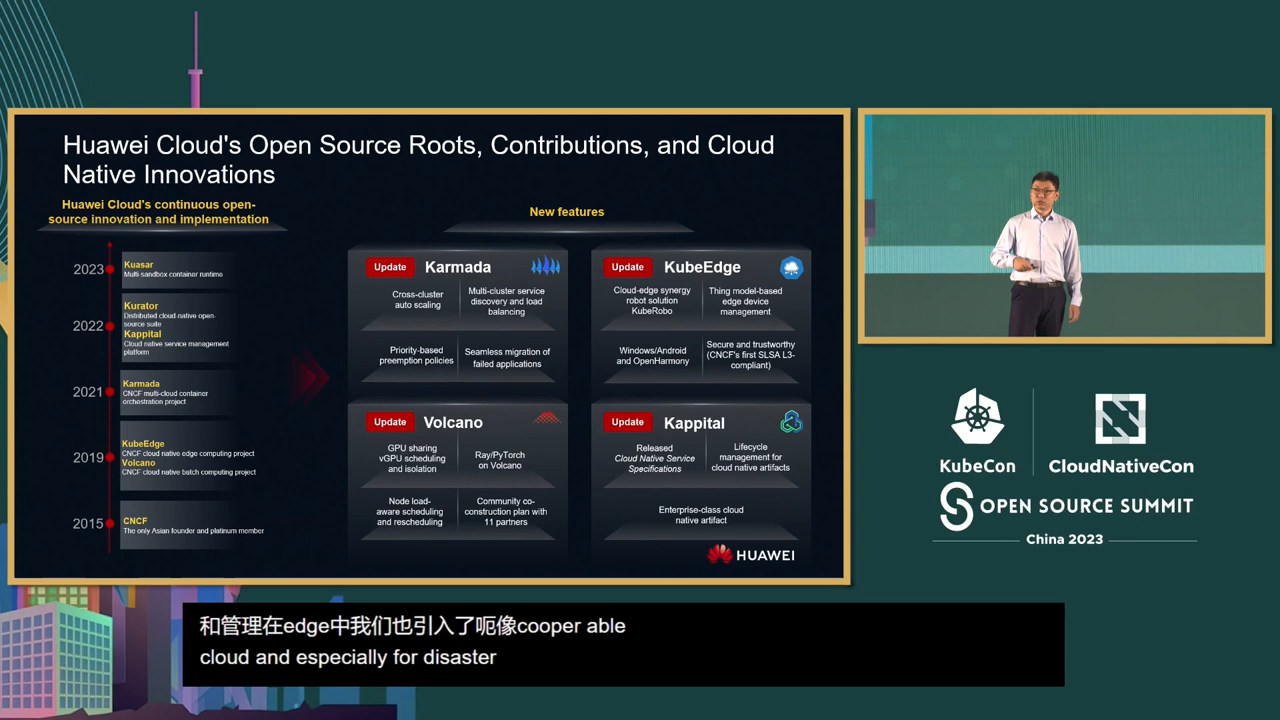 Huawei Cloud's Open Source Roots, Contributions, and Cloud
Native Innovations
Huawei Cloud's continuous open-
source innovation and implementation
2023
Kuasar
Multi sandbox container runtime
2022
Kurator
Distributed cloud native open-
source suite
Kappital
Cloud native service management
platform
2021
Karmada
CNCF multi-cloud container
orchestration project
2019
KubeEdge
CNCF cloud native edge computing project
Volcano
CNCF cloud native batch computing project
2015
CNCF
The only Asian founder and platinum member
New features
Update
Karmada
Cross-cluster
auto scaling
Multi-cluster service
discovery and load
balancing
Priority-based
preemption policies
Seamless migration of
failed applications
Update
KubeEdge
Cloud-edge synergy
robot solution
KubeRobo
Thing model-based
edge device
management
Windows/Android
and OpenHarmony
Secure and trustworthy
(CNCF's first SLSA L3-
compliant)
Update
Volcano
GPU sharing
vGPU scheduling
and isolation
Ray/PyTorch
on Volcano
Node load-
aware scheduling
and rescheduling
Community co-
construction plan with
11 partners
Update
Kappital
Released
Cloud Native Service
Specifications
Lifecycle
management for
cloud native artifacts
Enterprise-class cloud
native artifact
HUAWEI
KubeCon
CloudNativeCon
OPEN SOURCE SUMMIT
China 2023
和管理在edge中我们也引入了呃像cooper able
cloud and especially for disaster